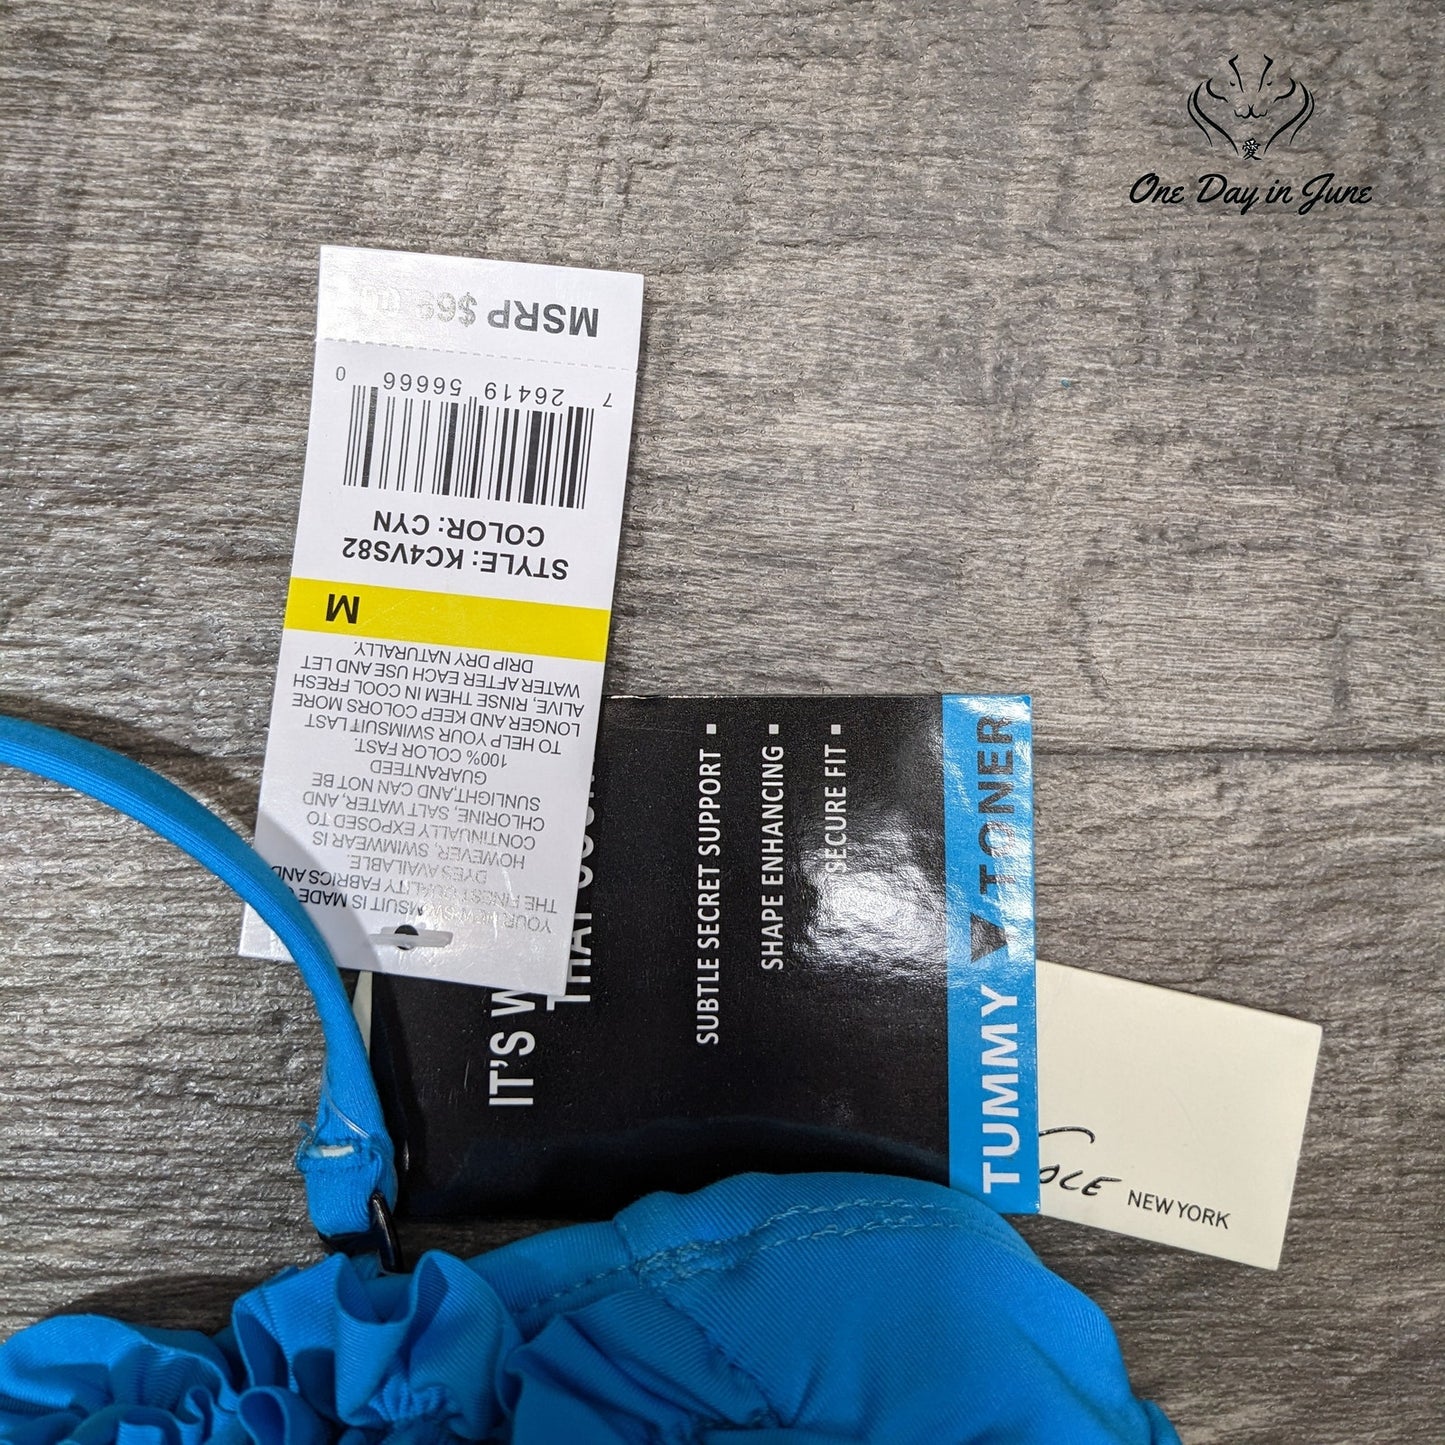 愛
One Day in June
MSRP $69
7 26419 56666 0
STYLE: KC4VS82
COLOR: CYN
M
YOUR NEW SWIMSUIT IS MADE
THE FINEST QUALITY FABRICS AND
DYES AVAILABLE.
HOWEVER, SWIMWEAR IS
CONTINUALLY EXPOSED TO
CHLORINE, SALT WATER, AND
SUNLIGHT,AND CAN NOT BE
GUARANTEED
100% COLOR FAST.
TO HELP YOUR SWIMSUIT LAST
LONGER AND KEEP COLORS MORE
ALIVE, RINSE THEM IN COOL FRESH
WATER AFTER EACH USE AND LET
DRIP DRY NATURALLY.
IT'S
THAT
SUBTLE SECRET SUPPORT
SHAPE ENHANCING
SECURE FIT
TUMMY TONER
NEW YORK